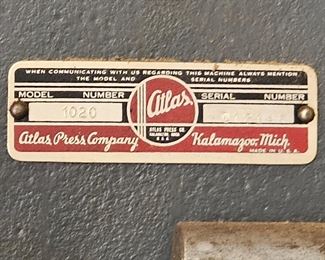 WHEN COMMUNICATING WITH US REGARDING THIS MACHINE ALWAYS MENTION
THE MODEL AND SERIAL NUMBERS
MODEL NUMBER
SERIAL NUMBER
1020
Atlas
ATLAS PRESS CO.
KALAMAZOO, MICH.
U.S.A.
Atlas Press Company
Kalamazoo, Mich.
MADE IN U.S.A.